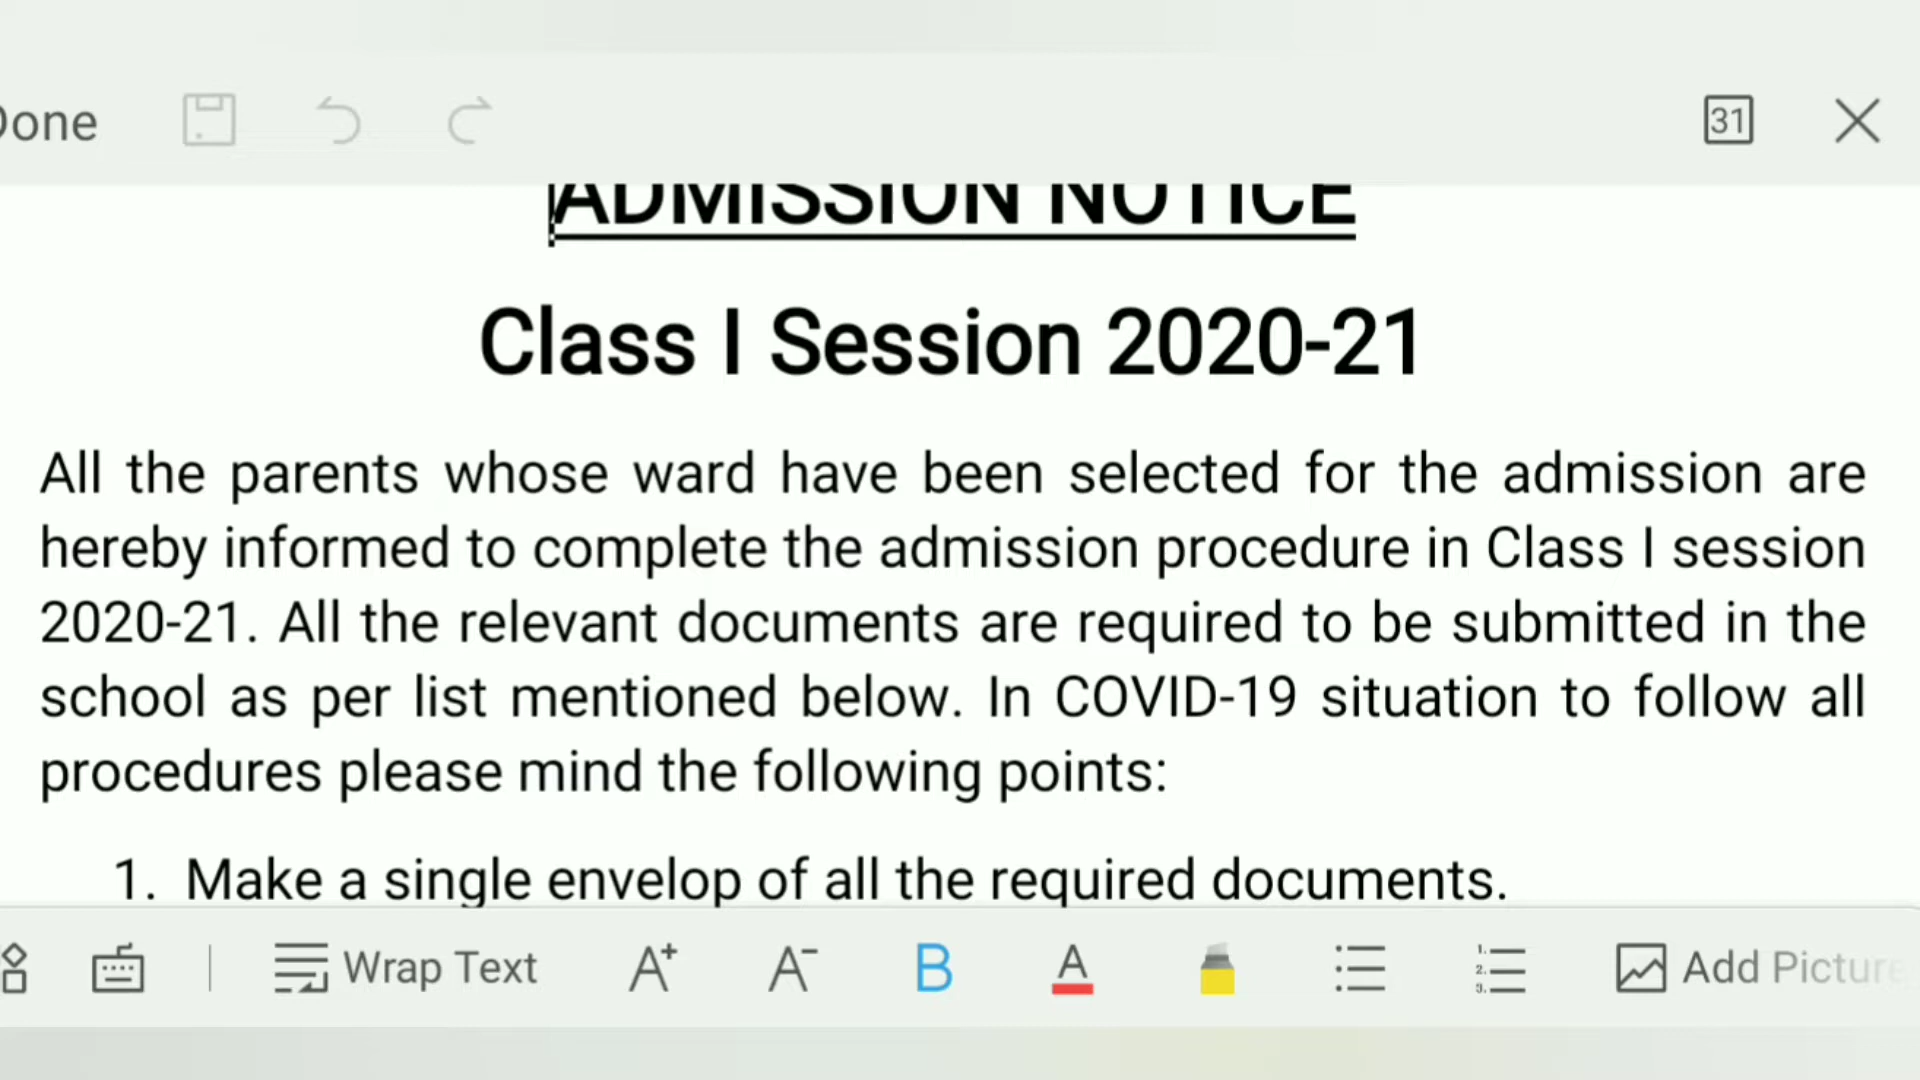 Done
31
ADMISSION NOTICE
Class I Session 2020-21
All the parents whose ward have been selected for the admission are
hereby informed to complete the admission procedure in Class I session
2020-21. All the relevant documents are required to be submitted in the
school as per list mentioned below. In COVID-19 situation to follow all
procedures please mind the following points:
1. Make a single envelop of all the required documents.
Wrap Text A+ A- B A Add Picture